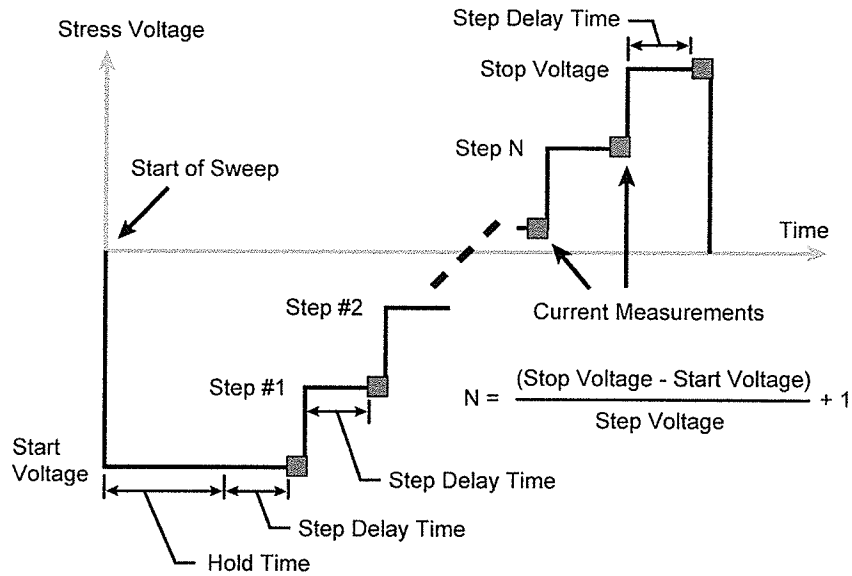 Step Delay Time
Stress Voltage
Stop Voltage
Step N
Start of Sweep
Time
Step #2
Current Measurements
Step #1
N = (Stop Voltage - Start Voltage)
Step Voltage
+ 1
Start
Voltage
Step Delay Time
Step Delay Time
Hold Time